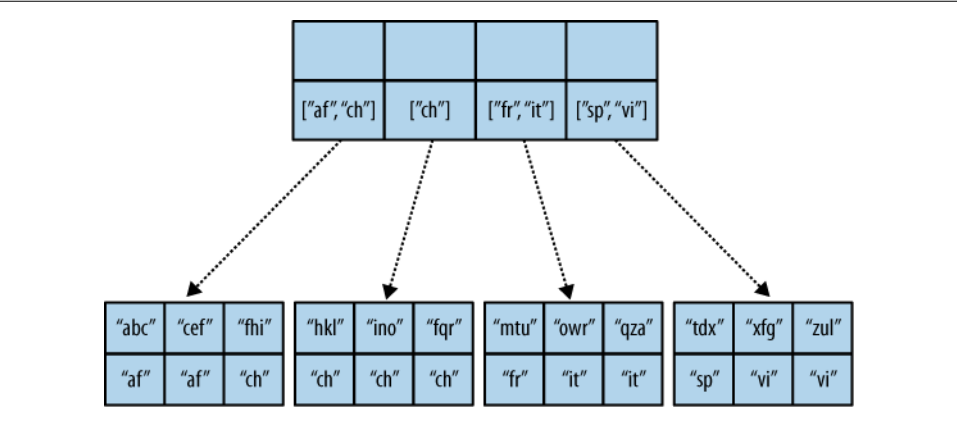 ["af", "ch"] ["ch"] ["fr", "it"] ["sp", "vi"]
“abc” “cef” “fhi” “hkl” “ino” “fqr” “mtu” “owr” “qza” “tdx” “xfg” “zul”
“af” “af” “ch” “ch” “ch” “ch” “fr” “it” “it” “sp” “vi” “vi”